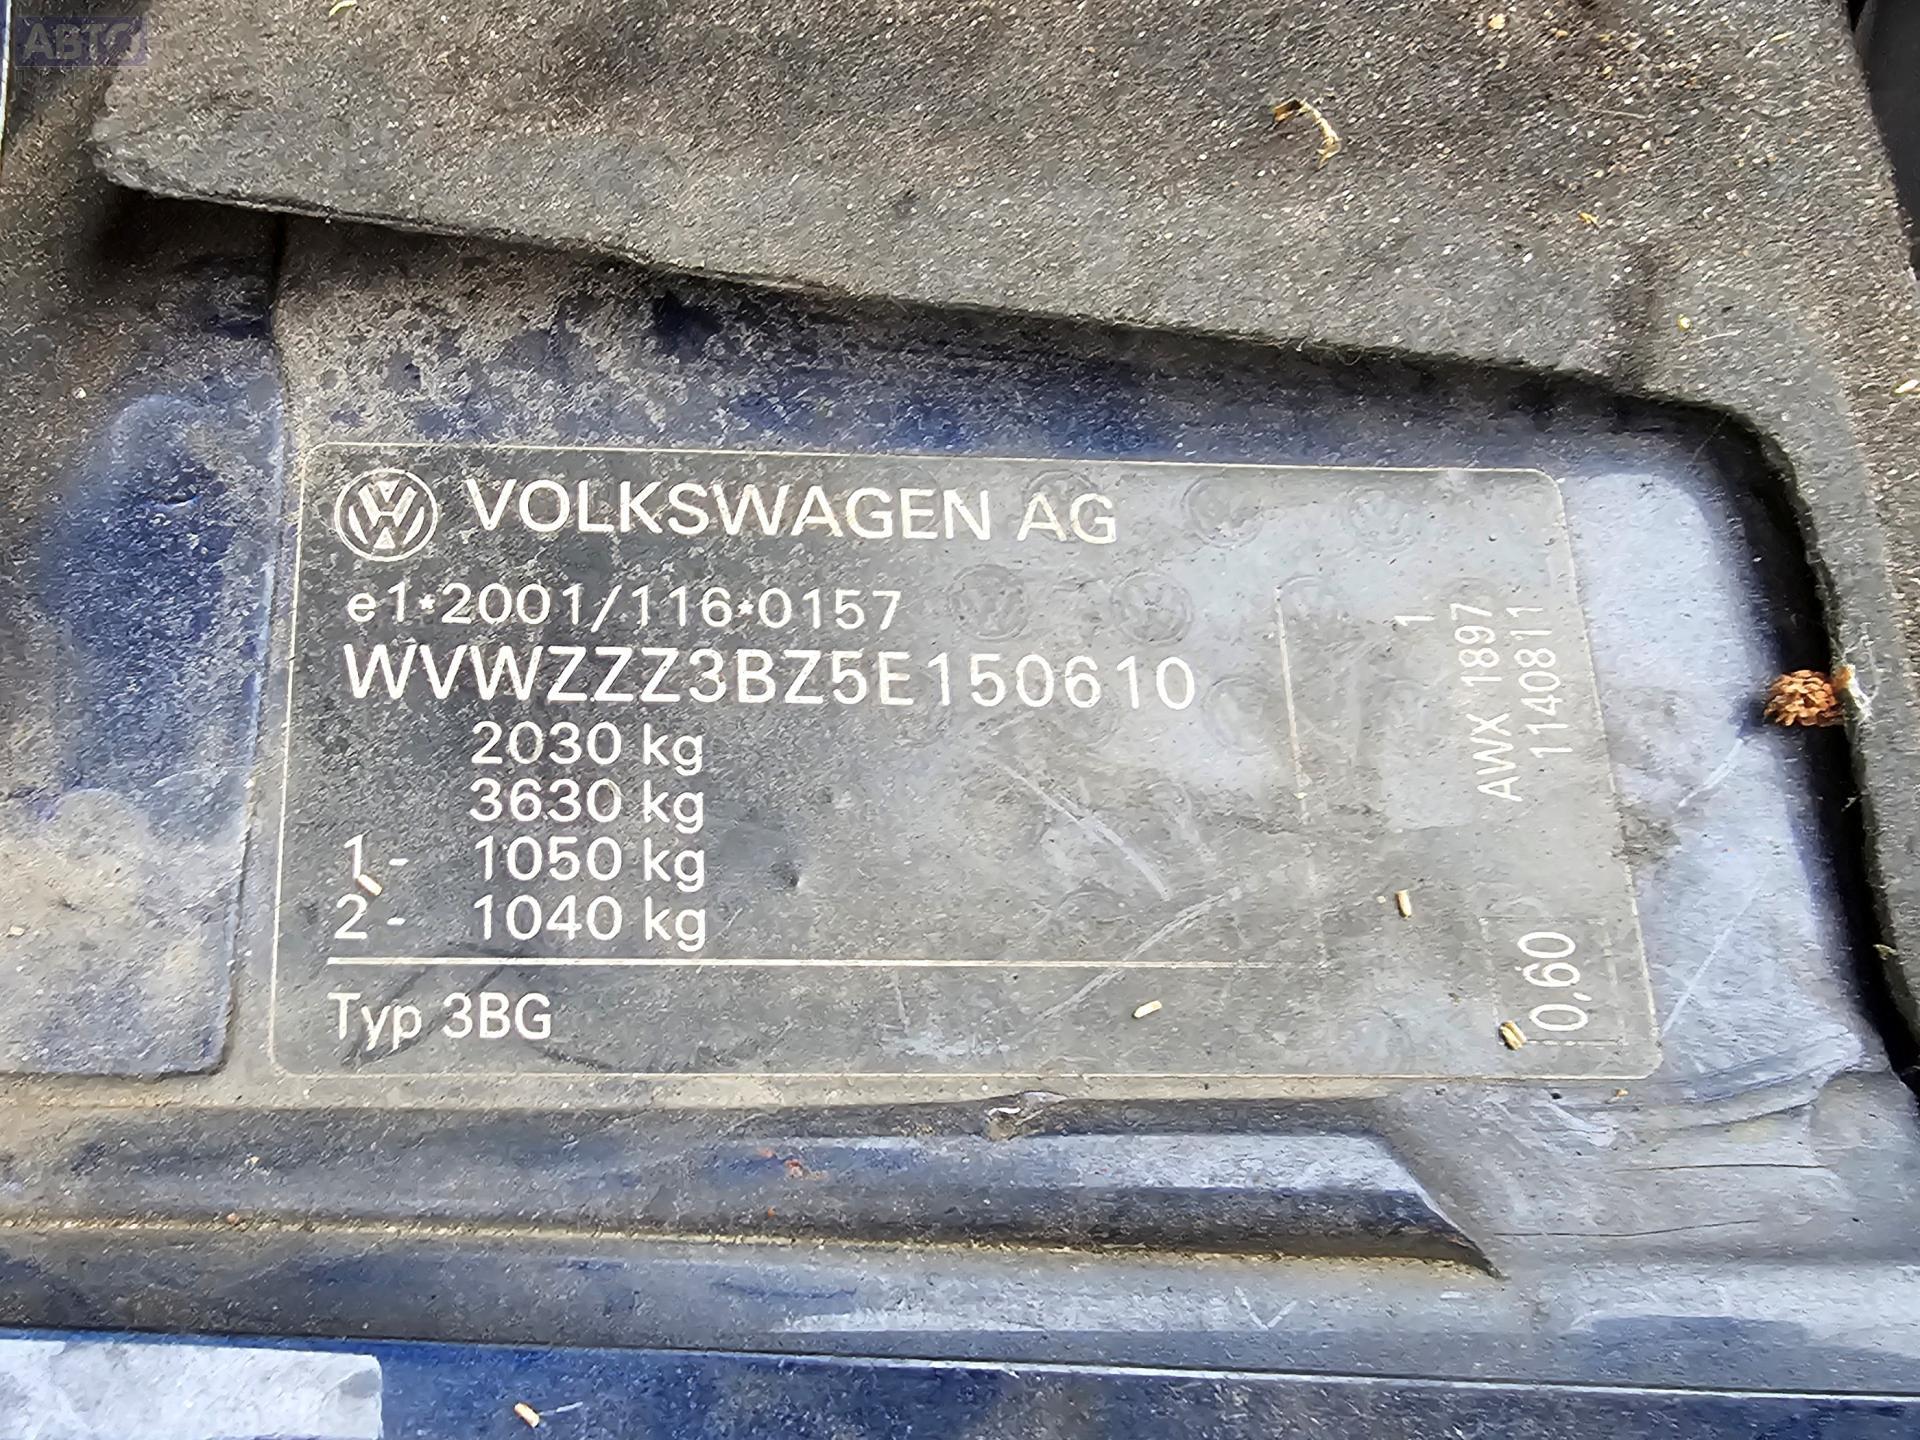 АВТО
VOLKSWAGEN AG
e1*2001/116*0157
WVWZZZ3BZ5E150610
2030 kg
3630 kg
1- 1050 kg
2- 1040 kg
Typ 3BG
1
AWX 1897
1140811
0,60